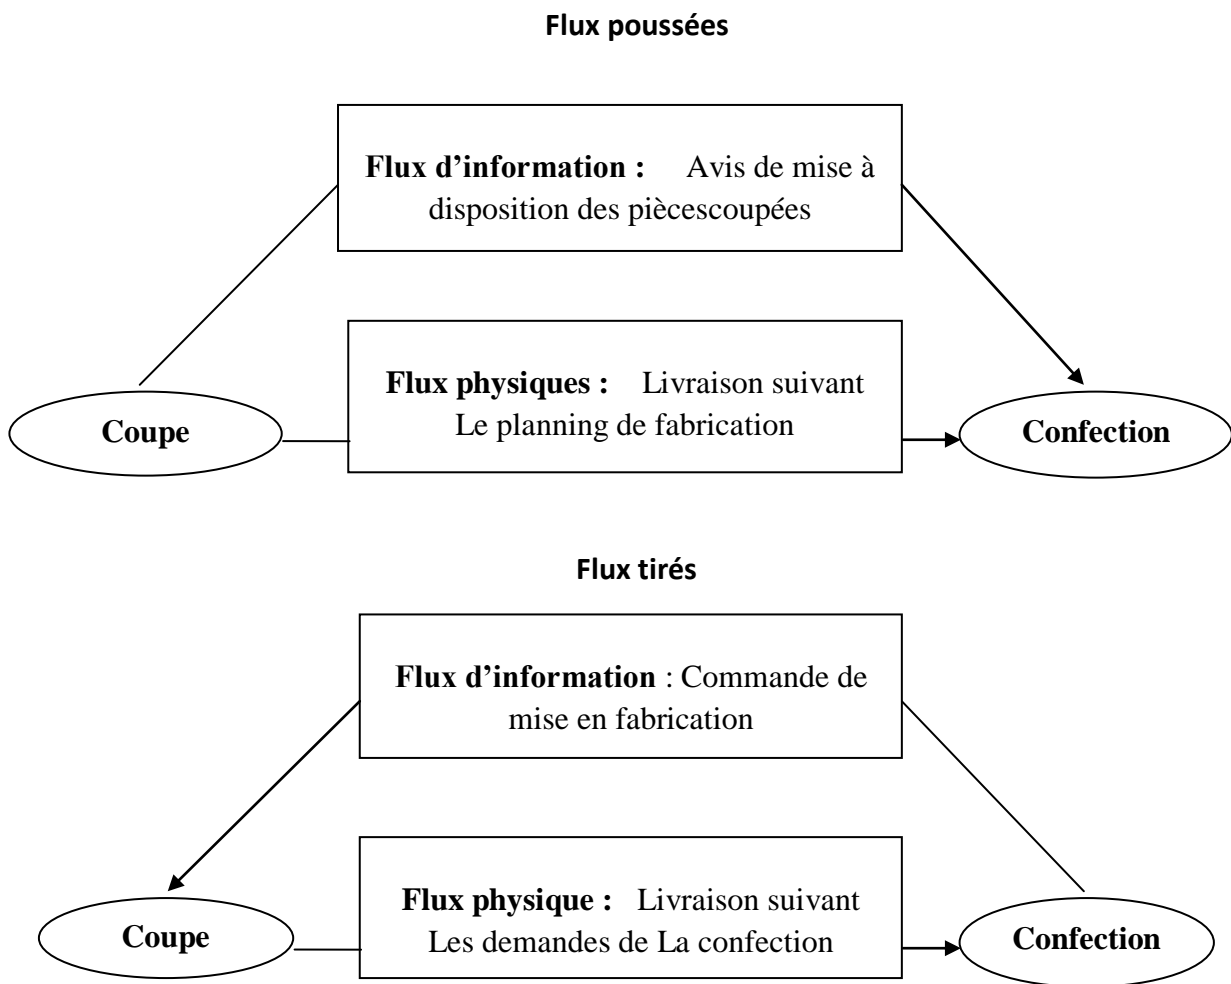 Flux poussées
Flux d’information : Avis de mise à
disposition des piècescoupées
Flux physiques : Livraison suivant
Le planning de fabrication
Coupe
Confection
Flux tirés
Flux d’information : Commande de
mise en fabrication
Flux physique : Livraison suivant
Les demandes de La confection
Coupe
Confection